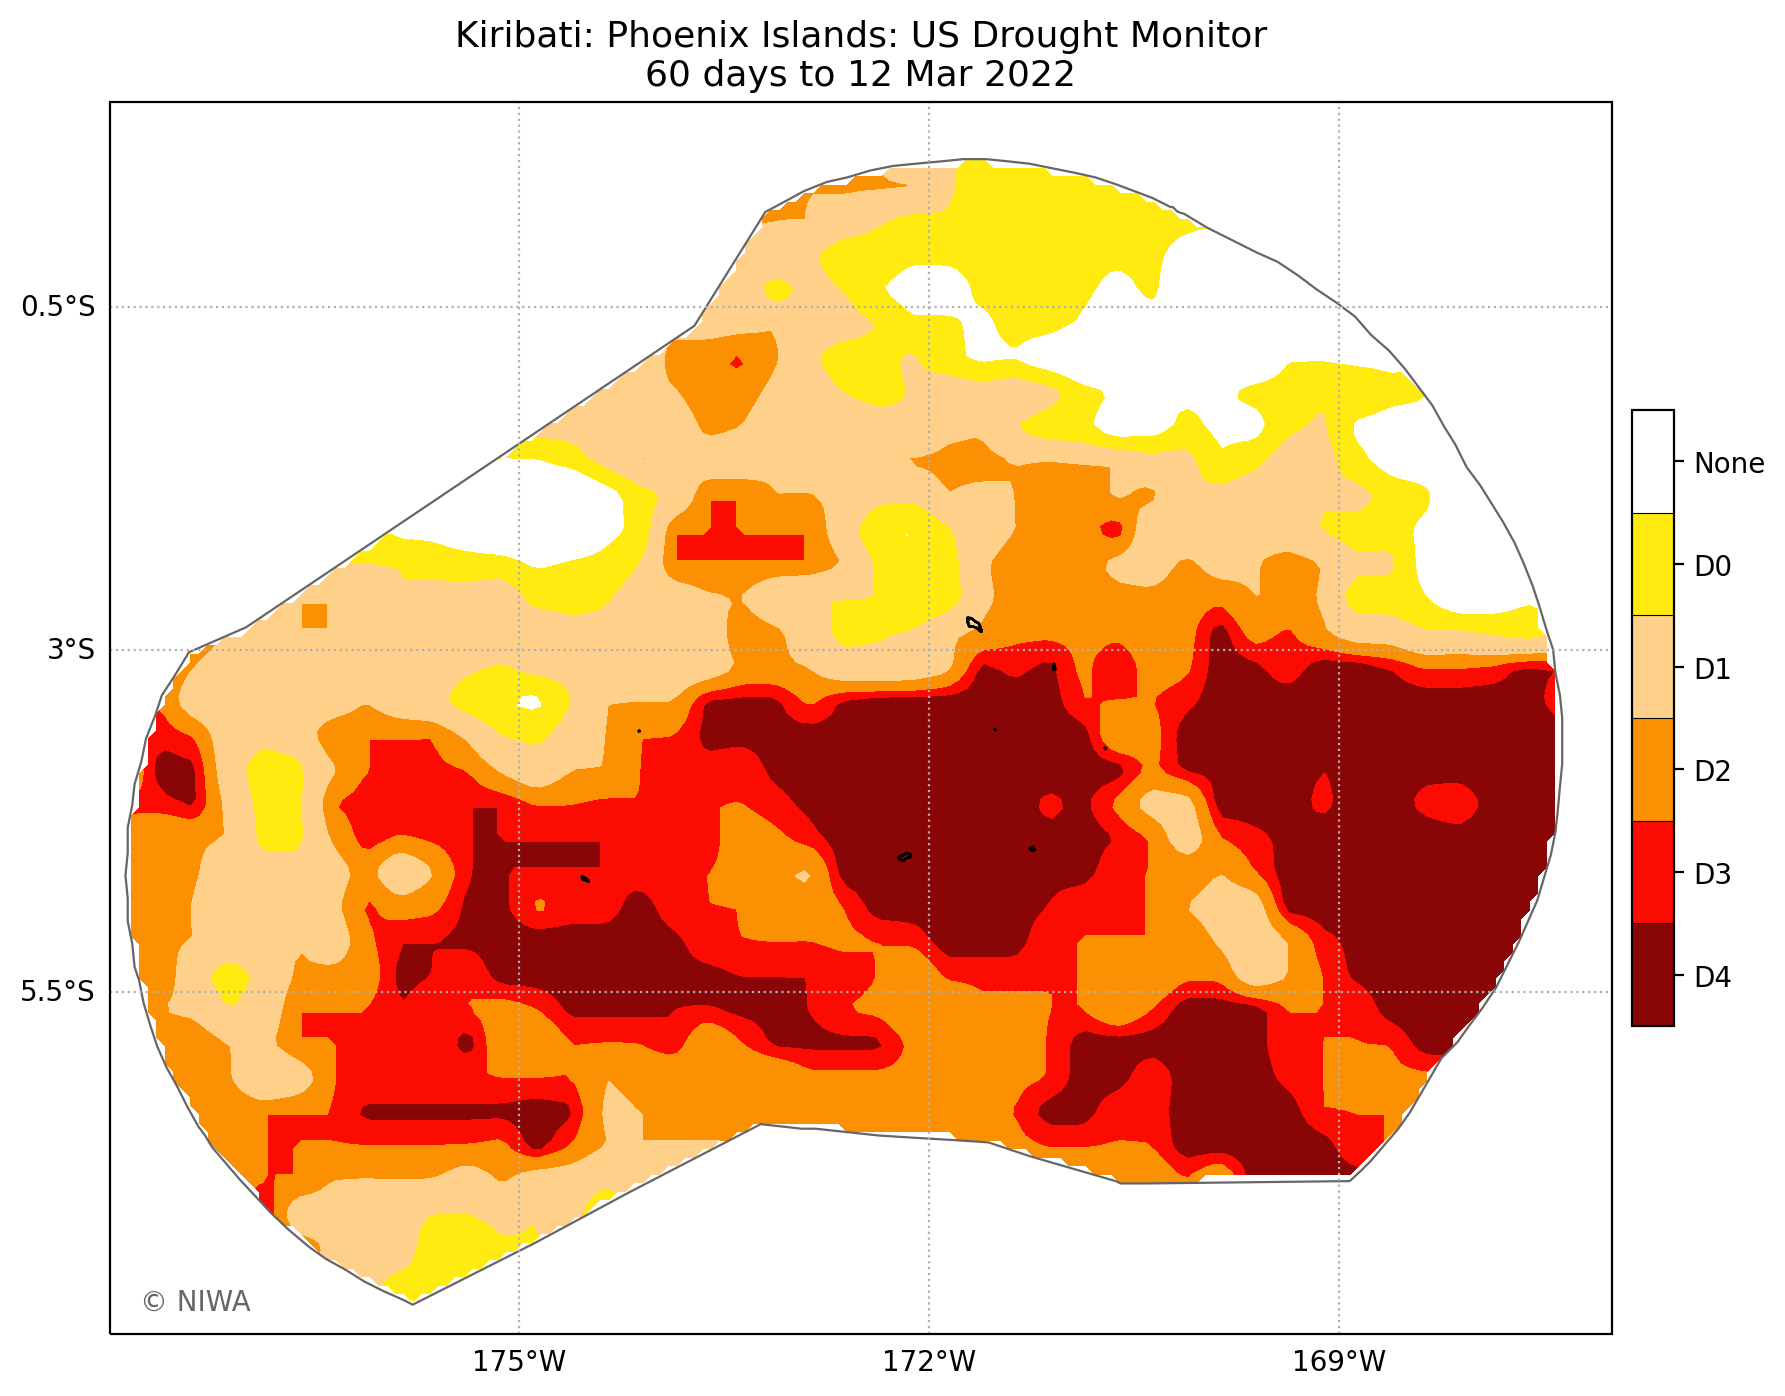 Kiribati: Phoenix Islands: US Drought Monitor
60 days to 12 Mar 2022
0.5°S
3°S
5.5°S
175°W
172°W
169°W
None
D0
D1
D2
D3
D4
© NIWA